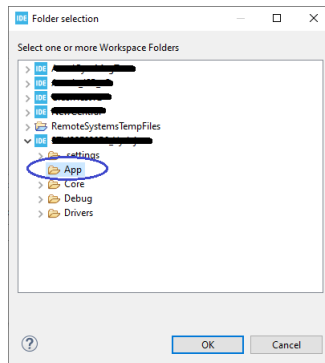 IDE Folder selection
Select one or more Workspace Folders
IDE
IDE
IDE
IDE
RemoteSystemsTempFiles
IDE
.settings
App
Core
Debug
Drivers
?
OK Cancel